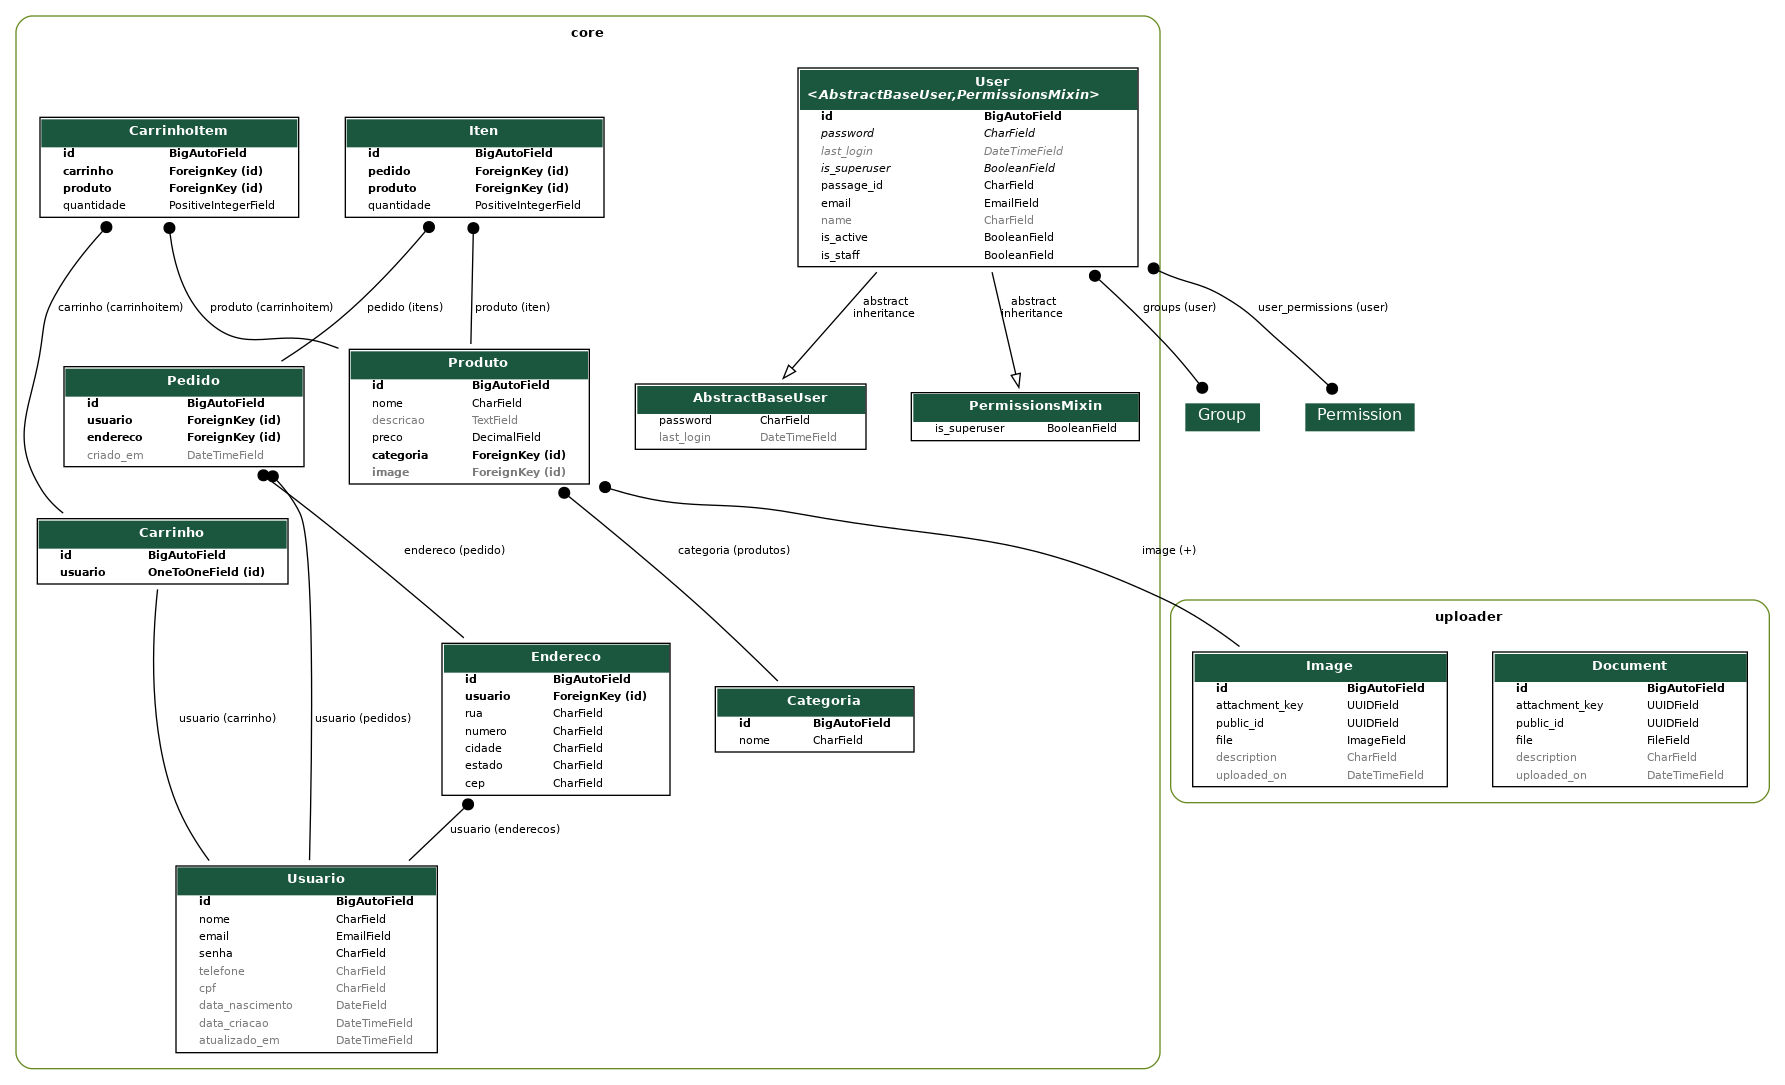 core
User
<AbstractBaseUser,PermissionsMixin>
id BigAutoField
password CharField
last_login DateTimeField
is_superuser BooleanField
passage_id CharField
email EmailField
name CharField
is_active BooleanField
is_staff BooleanField
CarrinhoItem
id BigAutoField
carrinho ForeignKey (id)
produto ForeignKey (id)
quantidade PositiveIntegerField
Iten
id BigAutoField
pedido ForeignKey (id)
produto ForeignKey (id)
quantidade PositiveIntegerField
carrinho (carrinhoitem)
produto (carrinhoitem)
pedido (itens)
produto (iten)
abstract
inheritance
abstract
inheritance
groups (user)
user_permissions (user)
Pedido
id BigAutoField
usuario ForeignKey (id)
endereco ForeignKey (id)
criado_em DateTimeField
Produto
id BigAutoField
nome CharField
descricao TextField
preco DecimalField
categoria ForeignKey (id)
image ForeignKey (id)
AbstractBaseUser
password CharField
last_login DateTimeField
PermissionsMixin
is_superuser BooleanField
Group
Permission
Carrinho
id BigAutoField
usuario OneToOneField (id)
endereco (pedido)
categoria (produtos)
image (+)
uploader
Endereco
id BigAutoField
usuario ForeignKey (id)
rua CharField
numero CharField
cidade CharField
estado CharField
cep CharField
Categoria
id BigAutoField
nome CharField
Image
id BigAutoField
attachment_key UUIDField
public_id UUIDField
file ImageField
description CharField
uploaded_on DateTimeField
Document
id BigAutoField
attachment_key UUIDField
public_id UUIDField
file FileField
description CharField
uploaded_on DateTimeField
usuario (carrinho)
usuario (pedidos)
usuario (enderecos)
Usuario
id BigAutoField
nome CharField
email EmailField
senha CharField
telefone CharField
cpf CharField
data_nascimento DateField
data_criacao DateTimeField
atualizado_em DateTimeField